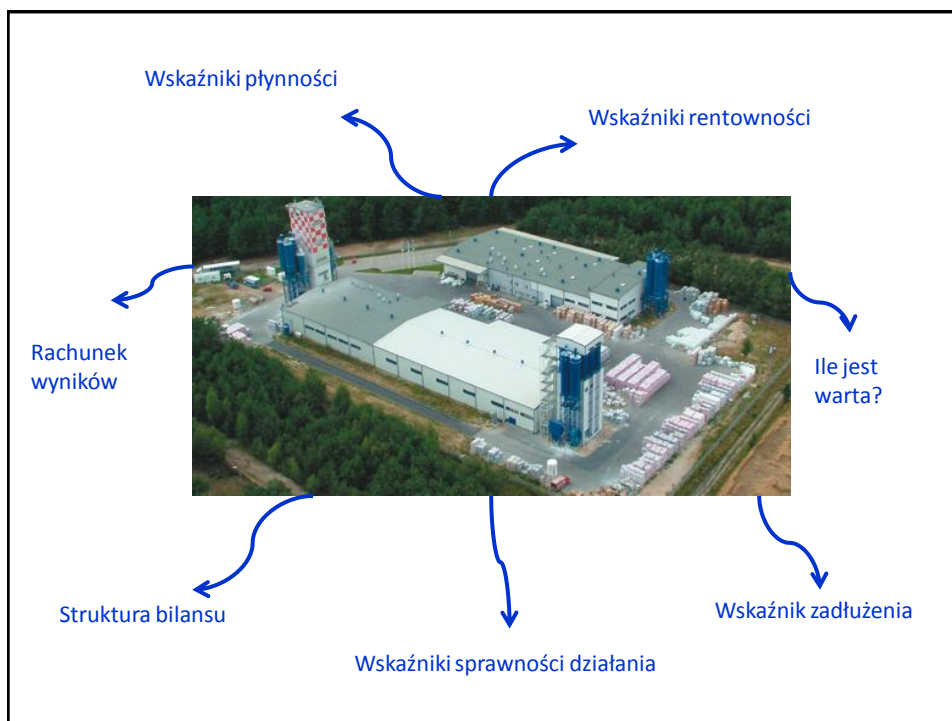 Wskaźniki płynności
Wskaźniki rentowności
Rachunek
wyników
Ile jest
warta?
Struktura bilansu
Wskaźnik zadłużenia
Wskaźniki sprawności działania